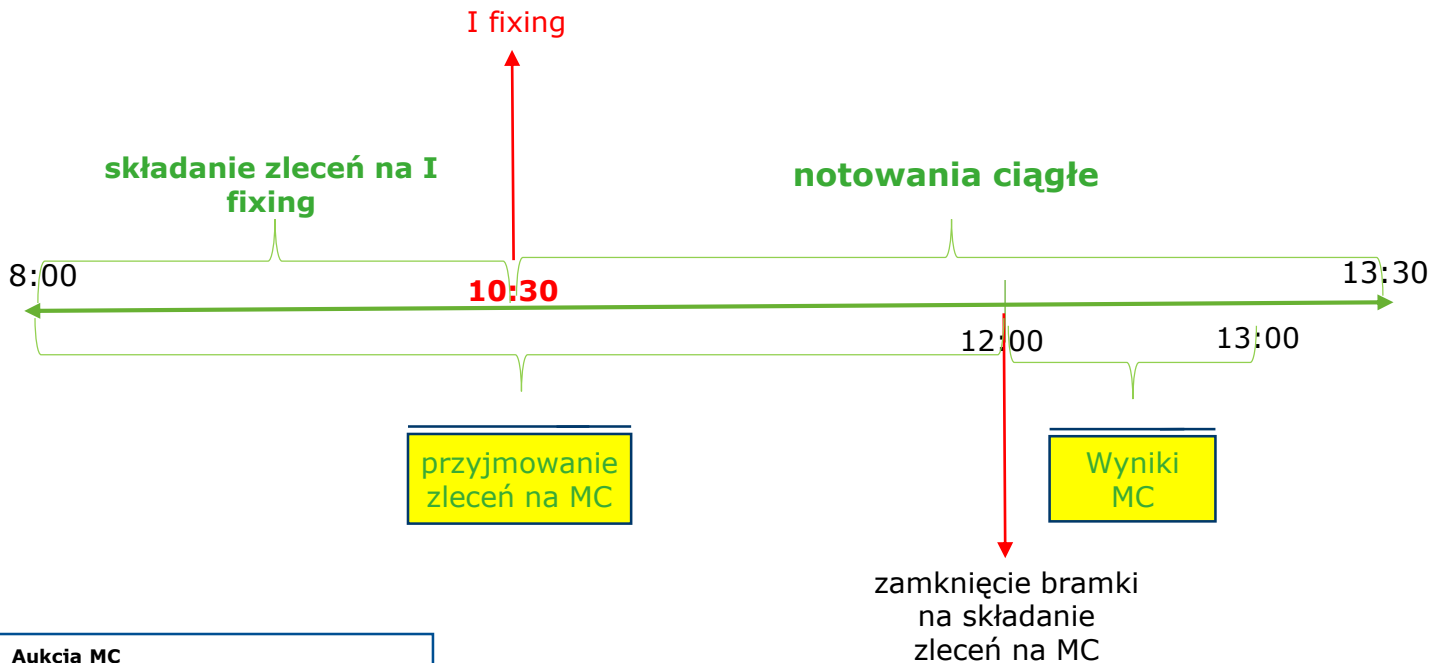 I fixing
składanie zleceń na I
fixing
notowania ciągłe
8:00
10:30
13:30
12:00
13:00
przyjmowanie
zleceń na MC
Wyniki
MC
zamknięcie bramki
na składanie
zleceń na MC
Aukcja MC